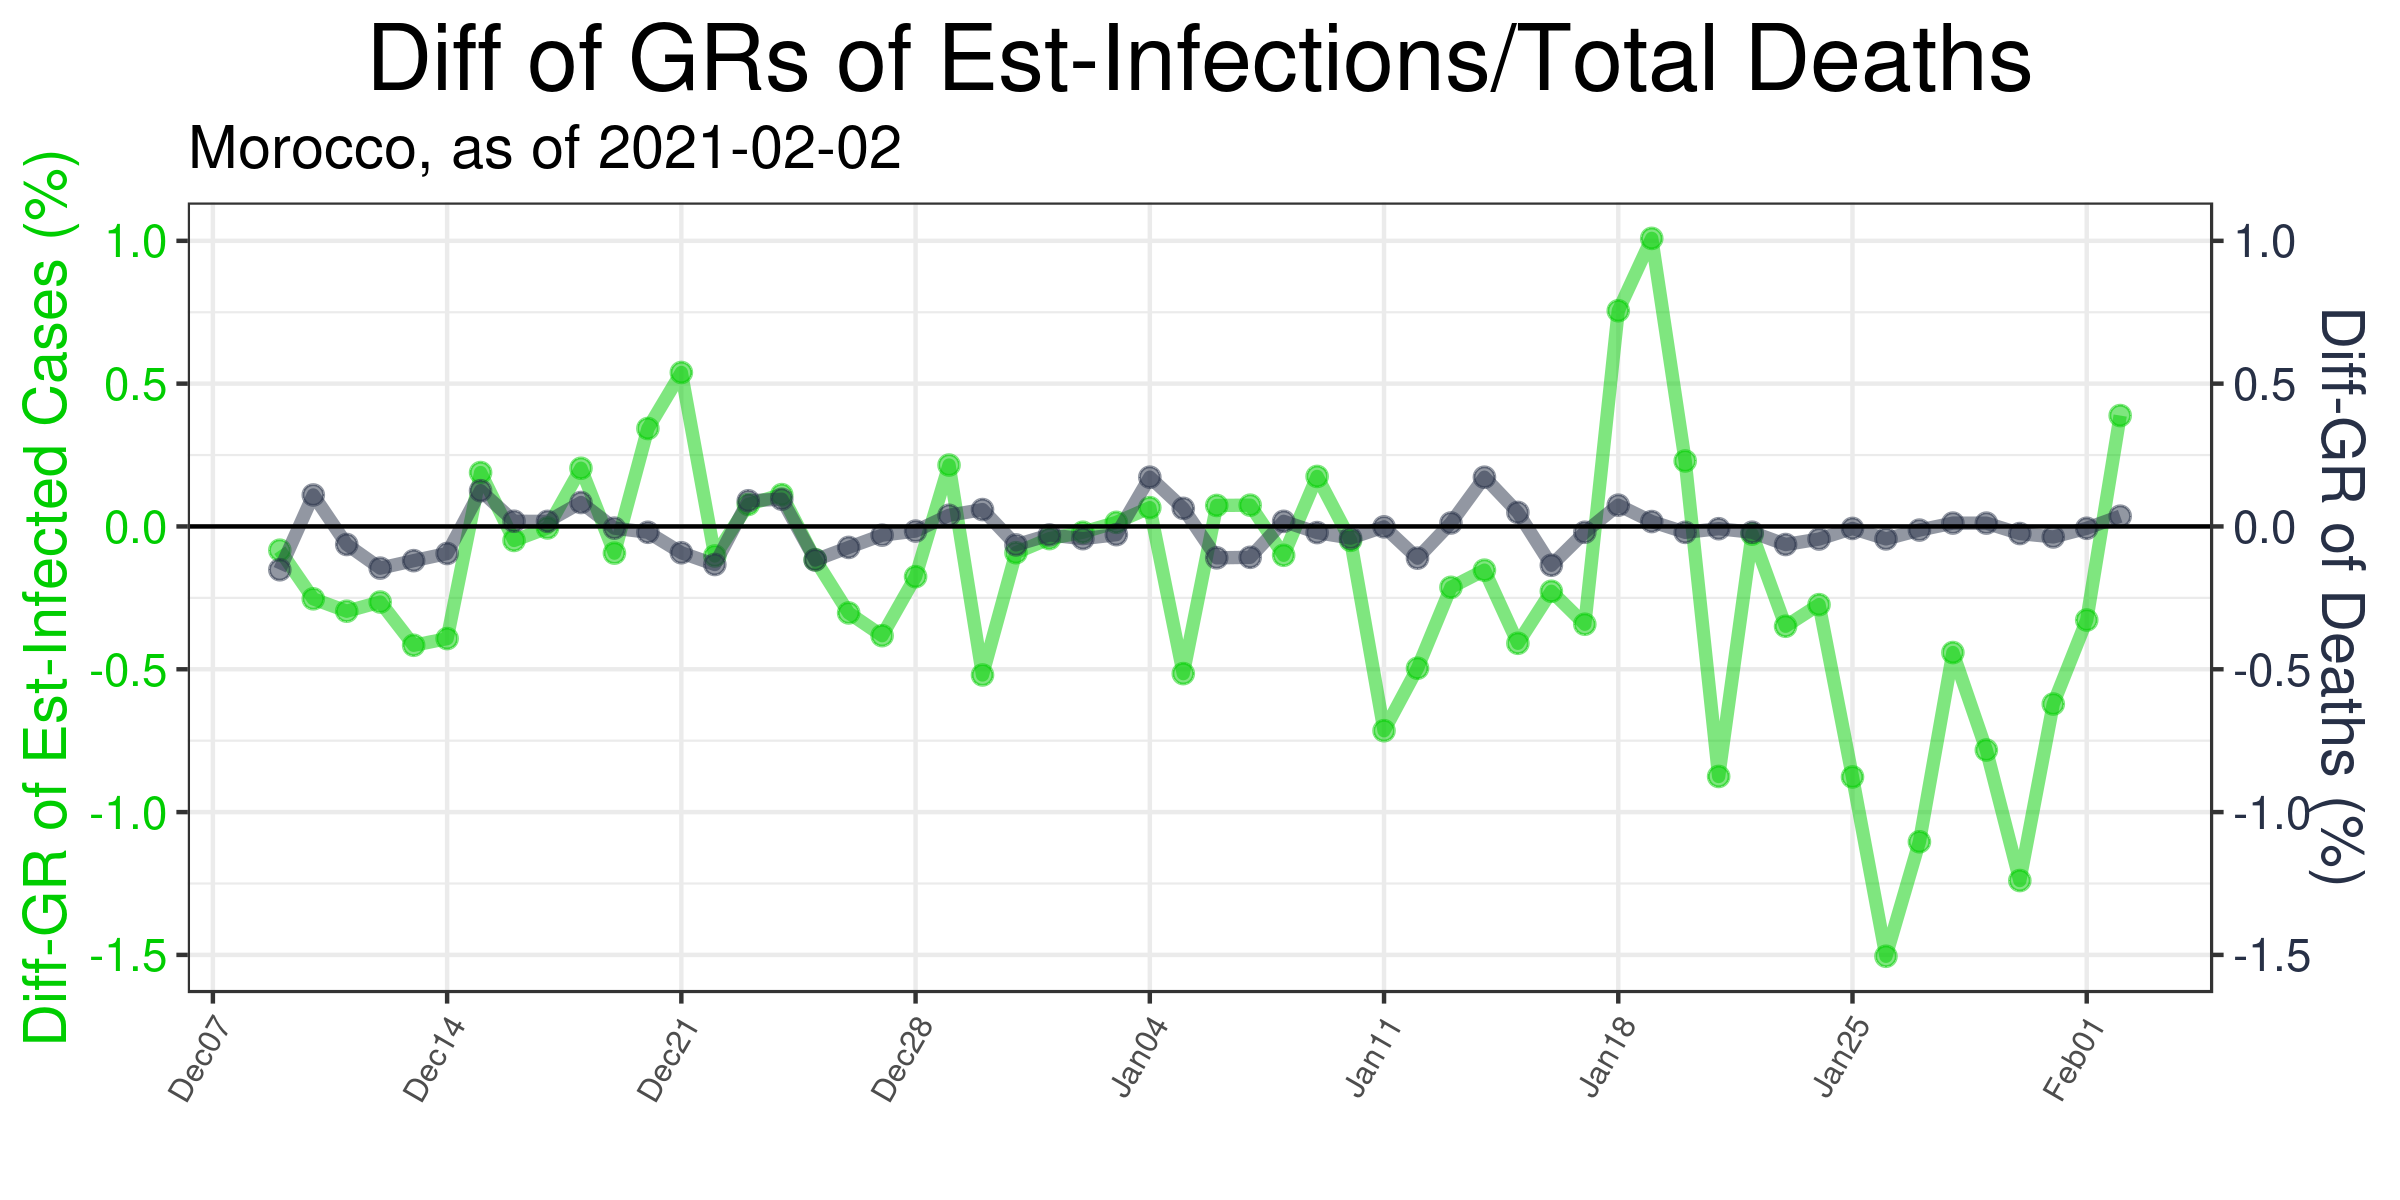 Diff of GRs of Est-Infections/Total Deaths
Morocco, as of 2021-02-02
Diff-GR of Est-Infected Cases (%)
1.0
0.5
0.0
-0.5
-1.0
-1.5
1.0
0.5
0.0
-0.5
-1.0
-1.5
Diff-GR of Deaths (%)
Dec07
Dec14
Dec21
Dec28
Jan04
Jan11
Jan18
Jan25
Feb01